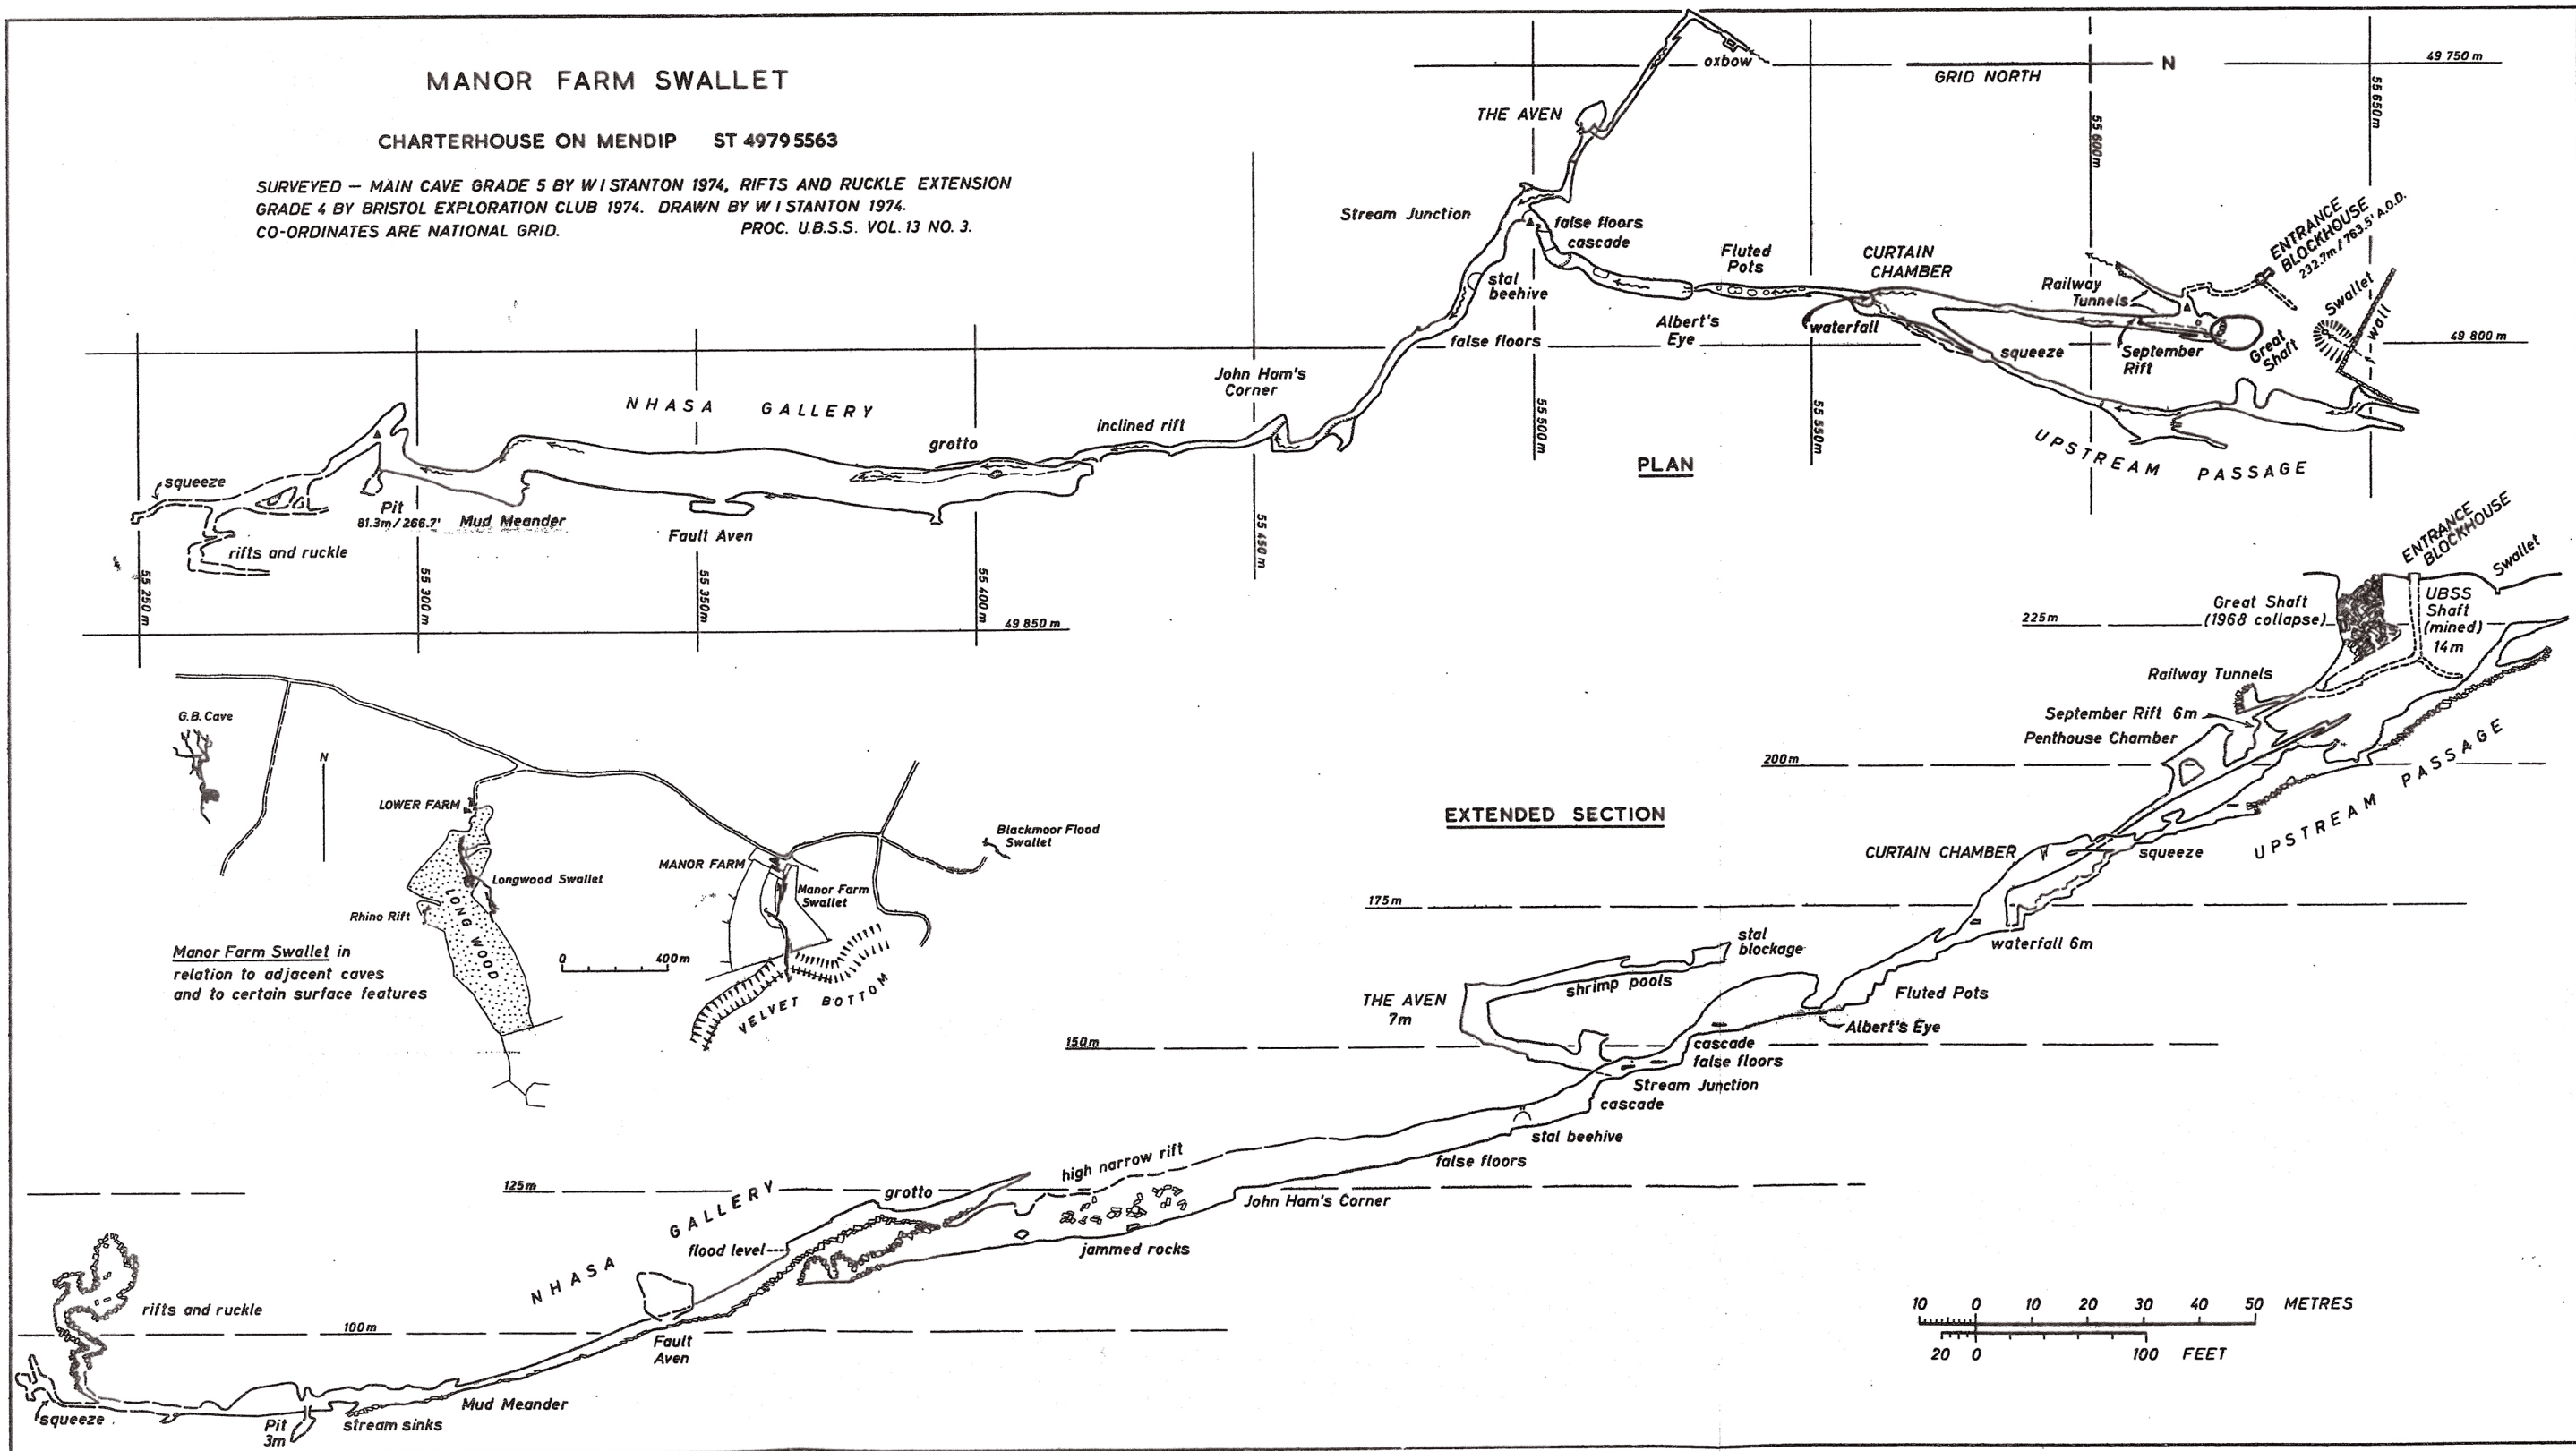 MANOR FARM SWALLET
CHARTERHOUSE ON MENDIP ST 49795563
SURVEYED — MAIN CAVE GRADE 5 BY W I STANTON 1974, RIFTS AND RUCKLE EXTENSION
GRADE 4 BY BRISTOL EXPLORATION CLUB 1974. DRAWN BY W I STANTON 1974.
CO-ORDINATES ARE NATIONAL GRID. PROC. U.B.S.S. VOL. 13 NO. 3.
oxbow
GRID NORTH
N
49 750 m
55 650m
55 600m
THE AVEN
Stream Junction
false floors
cascade
stal
beehive
false floors
Fluted
Pots
Albert's
Eye
CURTAIN
CHAMBER
waterfall
Railway
Tunnels
ENTRANCE
BLOCKHOUSE
232.7m / 763.5' A.O.D.
Swallet
wall
Great
Shaft
September
Rift
squeeze
49 800 m
UPSTREAM PASSAGE
PLAN
55 500m
55 550m
John Ham's
Corner
inclined rift
grotto
NHASA GALLERY
squeeze
Pit
81.3m / 266.7'
Mud Meander
Fault Aven
rifts and ruckle
55 250 m
55 300 m
55 350m
55 400m
55 450 m
49 850 m
G.B. Cave
N
LOWER FARM
Longwood Swallet
Rhino Rift
LONG WOOD
MANOR FARM
Manor Farm
Swallet
Blackmoor Flood
Swallet
0 400m
VELVET BOTTOM
Manor Farm Swallet in
relation to adjacent caves
and to certain surface features
EXTENDED SECTION
ENTRANCE
BLOCKHOUSE
Swallet
Great Shaft
(1968 collapse)
UBSS
Shaft
(mined)
14m
225m
Railway Tunnels
September Rift 6m
Penthouse Chamber
200m
UPSTREAM PASSAGE
CURTAIN CHAMBER
squeeze
175m
waterfall 6m
stal
blockage
shrimp pools
THE AVEN
7m
Fluted Pots
Albert's Eye
150m
cascade
false floors
Stream Junction
cascade
stal beehive
false floors
high narrow rift
125m
grotto
John Ham's Corner
NHASA GALLERY
flood level
jammed rocks
rifts and ruckle
100m
Fault
Aven
Mud Meander
squeeze
Pit
3m
stream sinks
10 0 10 20 30 40 50 METRES
20 0 100 FEET